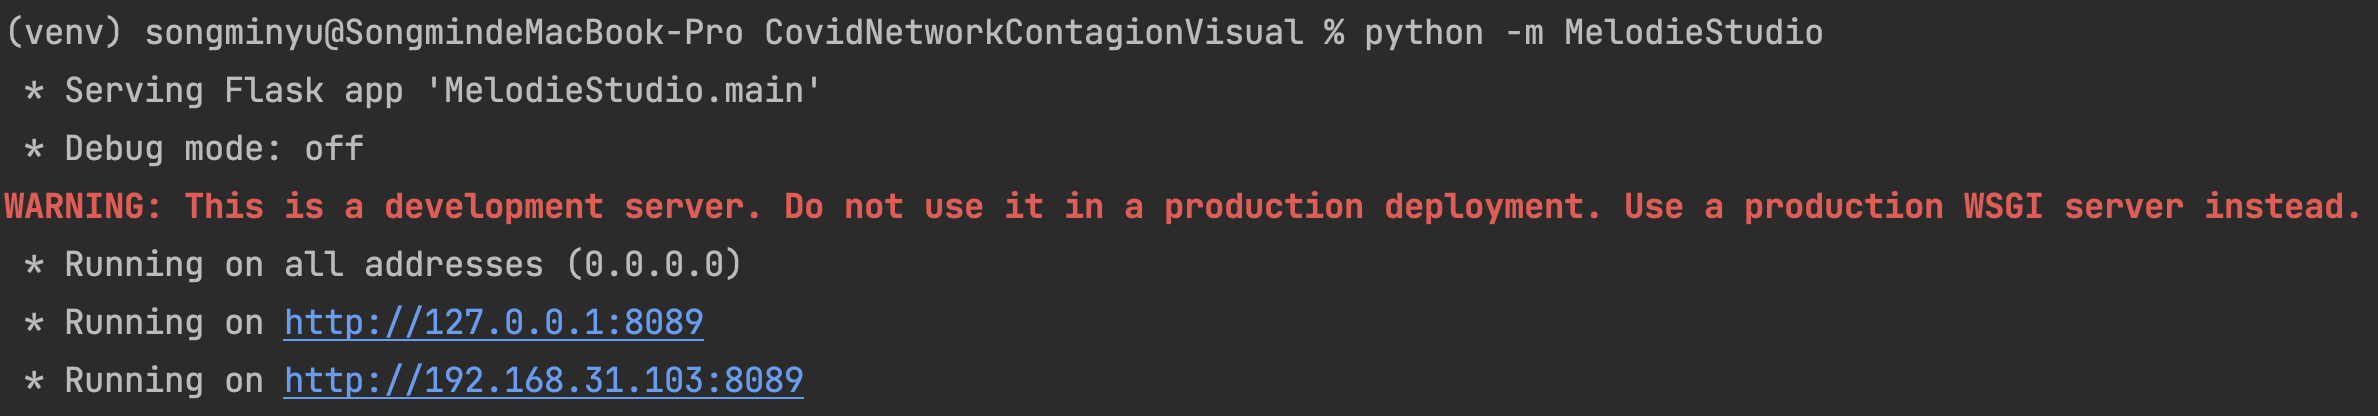 (venv) songminyu@SongmindeMacBook-Pro CovidNetworkContagionVisual % python -m MelodieStudio
 * Serving Flask app 'MelodieStudio.main'
 * Debug mode: off
WARNING: This is a development server. Do not use it in a production deployment. Use a production WSGI server instead.
 * Running on all addresses (0.0.0.0)
 * Running on http://127.0.0.1:8089
 * Running on http://192.168.31.103:8089